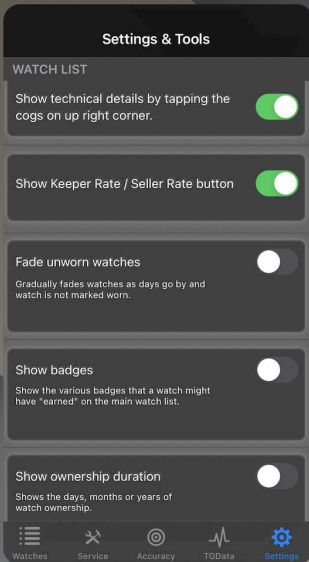 Settings & Tools
WATCH LIST
Show technical details by tapping the
cogs on up right corner.
Show Keeper Rate / Seller Rate button
Fade unworn watches
Gradually fades watches as days go by and
watch is not marked worn.
Show badges
Show the various badges that a watch might
have "earned" on the main watch list.
Show ownership duration
Shows the days, months or years of
watch ownership.
Watches
Service
Accuracy
TGData
Settings